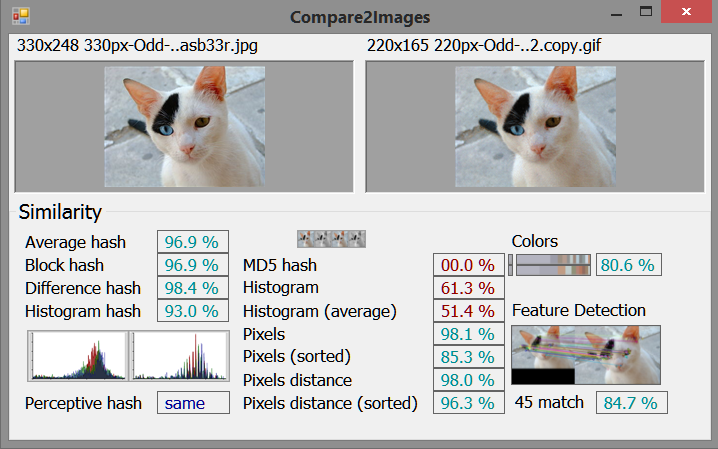 Compare2Images
330x248 330px-Odd-..asb33r.jpg
220x165 220px-Odd-..2.copy.gif
Similarity
Average hash 96.9 %
Block hash 96.9 %
Difference hash 98.4 %
Histogram hash 93.0 %
Perceptive hash same
MD5 hash 00.0 %
Histogram 61.3 %
Histogram (average) 51.4 %
Pixels 98.1 %
Pixels (sorted) 85.3 %
Pixels distance 98.0 %
Pixels distance (sorted) 96.3 %
Colors
80.6 %
Feature Detection
45 match 84.7 %